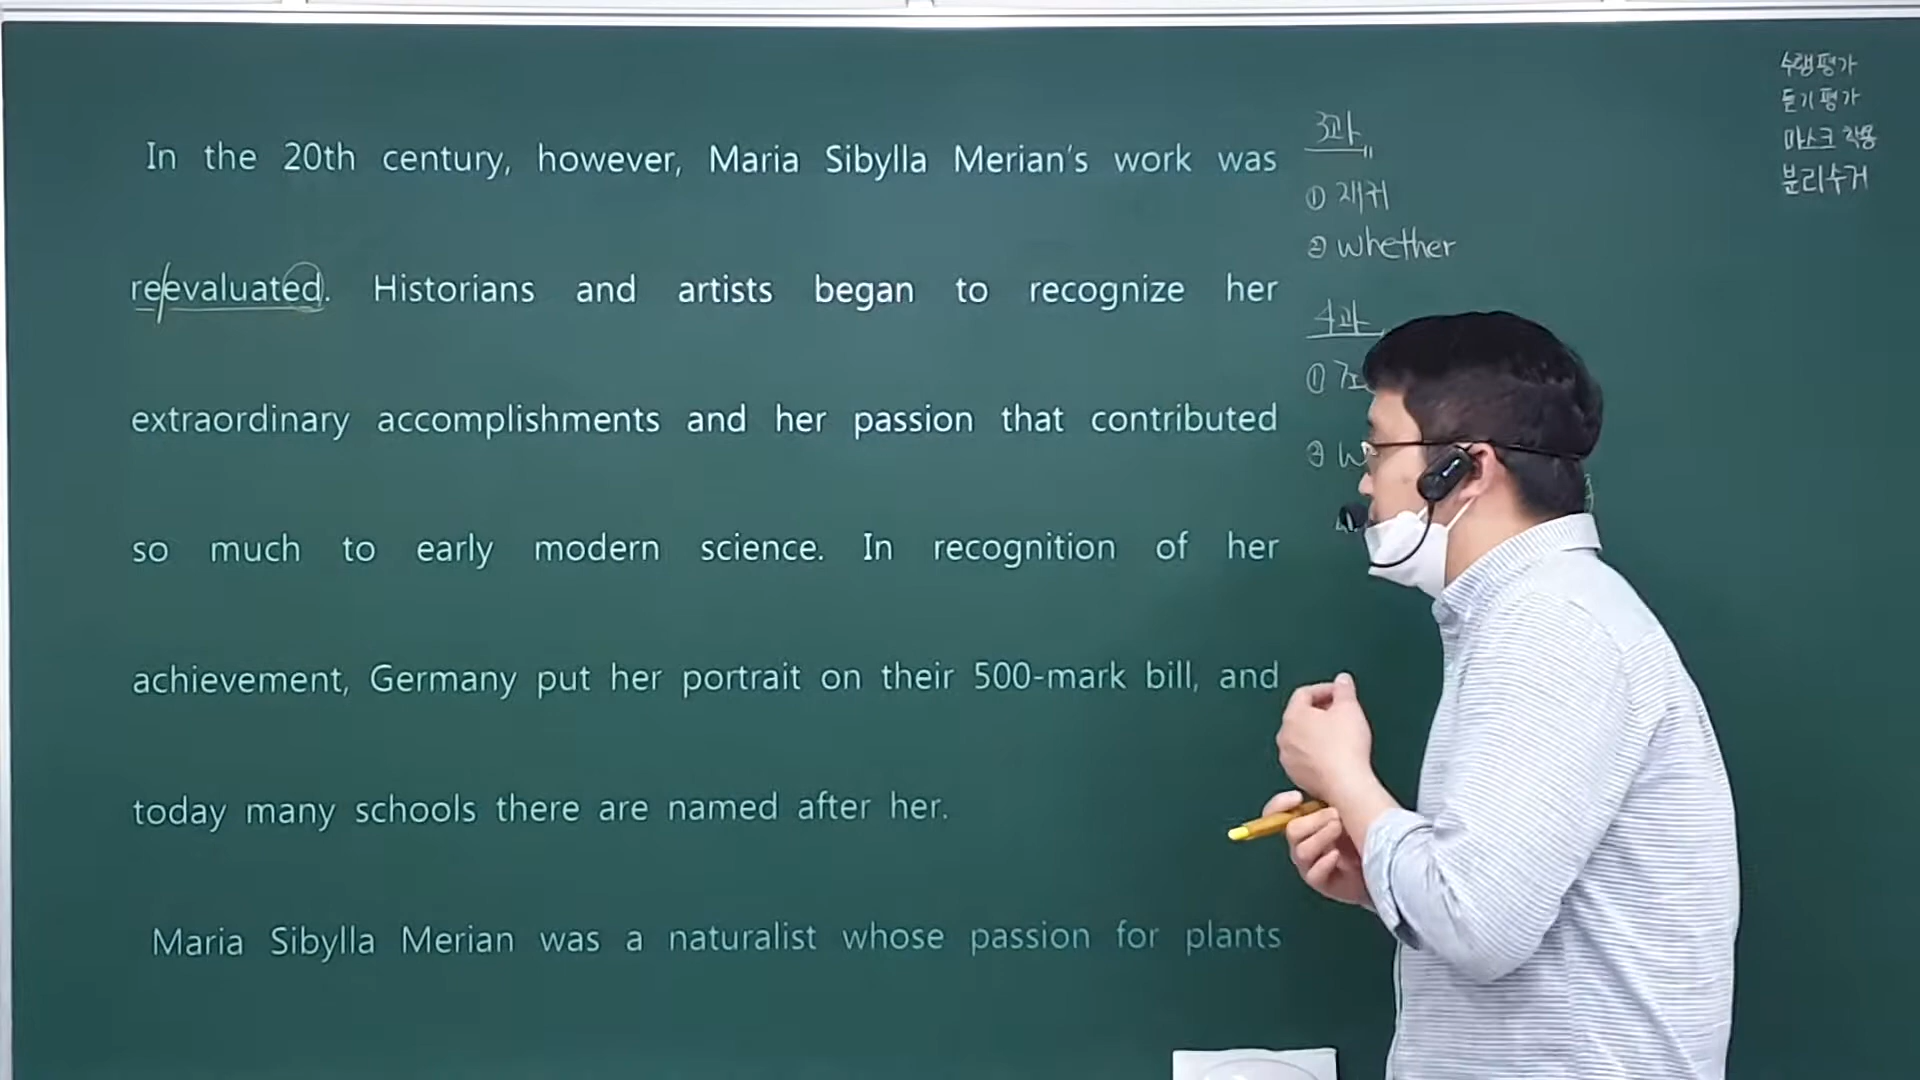 In the 20th century, however, Maria Sibylla Merian's work was
reevaluated. Historians and artists began to recognize her
extraordinary accomplishments and her passion that contributed
so much to early modern science. In recognition of her
achievement, Germany put her portrait on their 500-mark bill, and
today many schools there are named after her.
Maria Sibylla Merian was a naturalist whose passion for plants
3과
① 재귀
② whether
4과
①
② w
수행평가
듣기평가
마스크 착용
분리수거